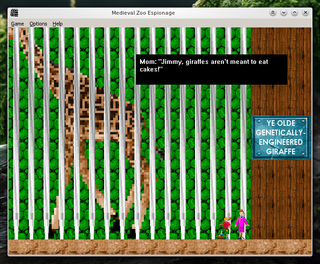 Medieval Zoo Espionage
Game Options Help
Mom: "Jimmy, giraffes aren't meant to eat
cakes!"
YE OLDE
GENETICALLY-
ENGINEERED
GIRAFFE